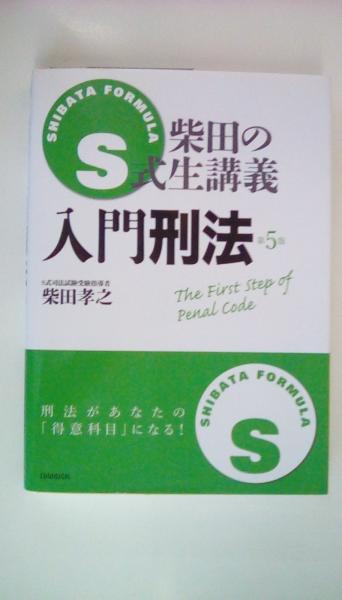 SHIBATA FORMULA
S
柴田の
S式生講義
入門刑法 第5版
S式司法試験受験指導者
柴田孝之
The First Step of
Penal Code
刑法があなたの
「得意科目」になる!
SHIBATA FORMULA
S